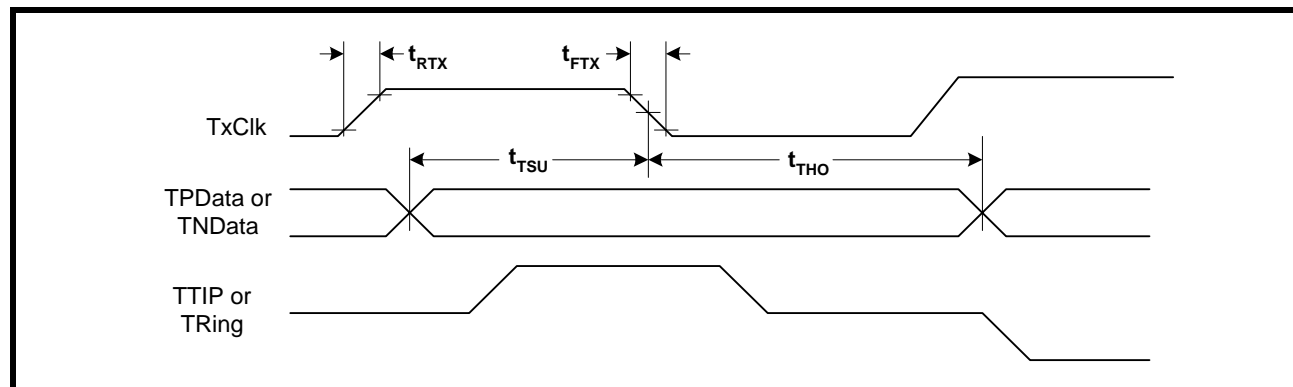 tRTX
tFTX
TxClk
tTSU
tTHO
TPData or
TNData
TTIP or
TRing